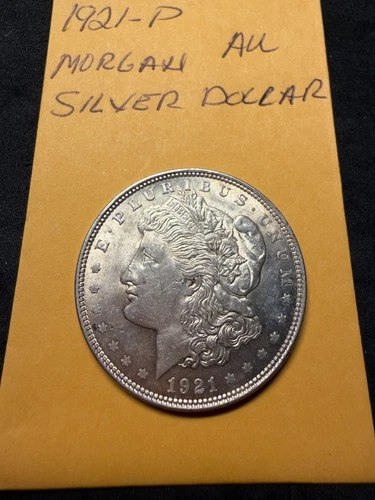 1921-P
MORGAN AU
SILVER DOLLAR
E·PLURIBUS·UNUM
1921